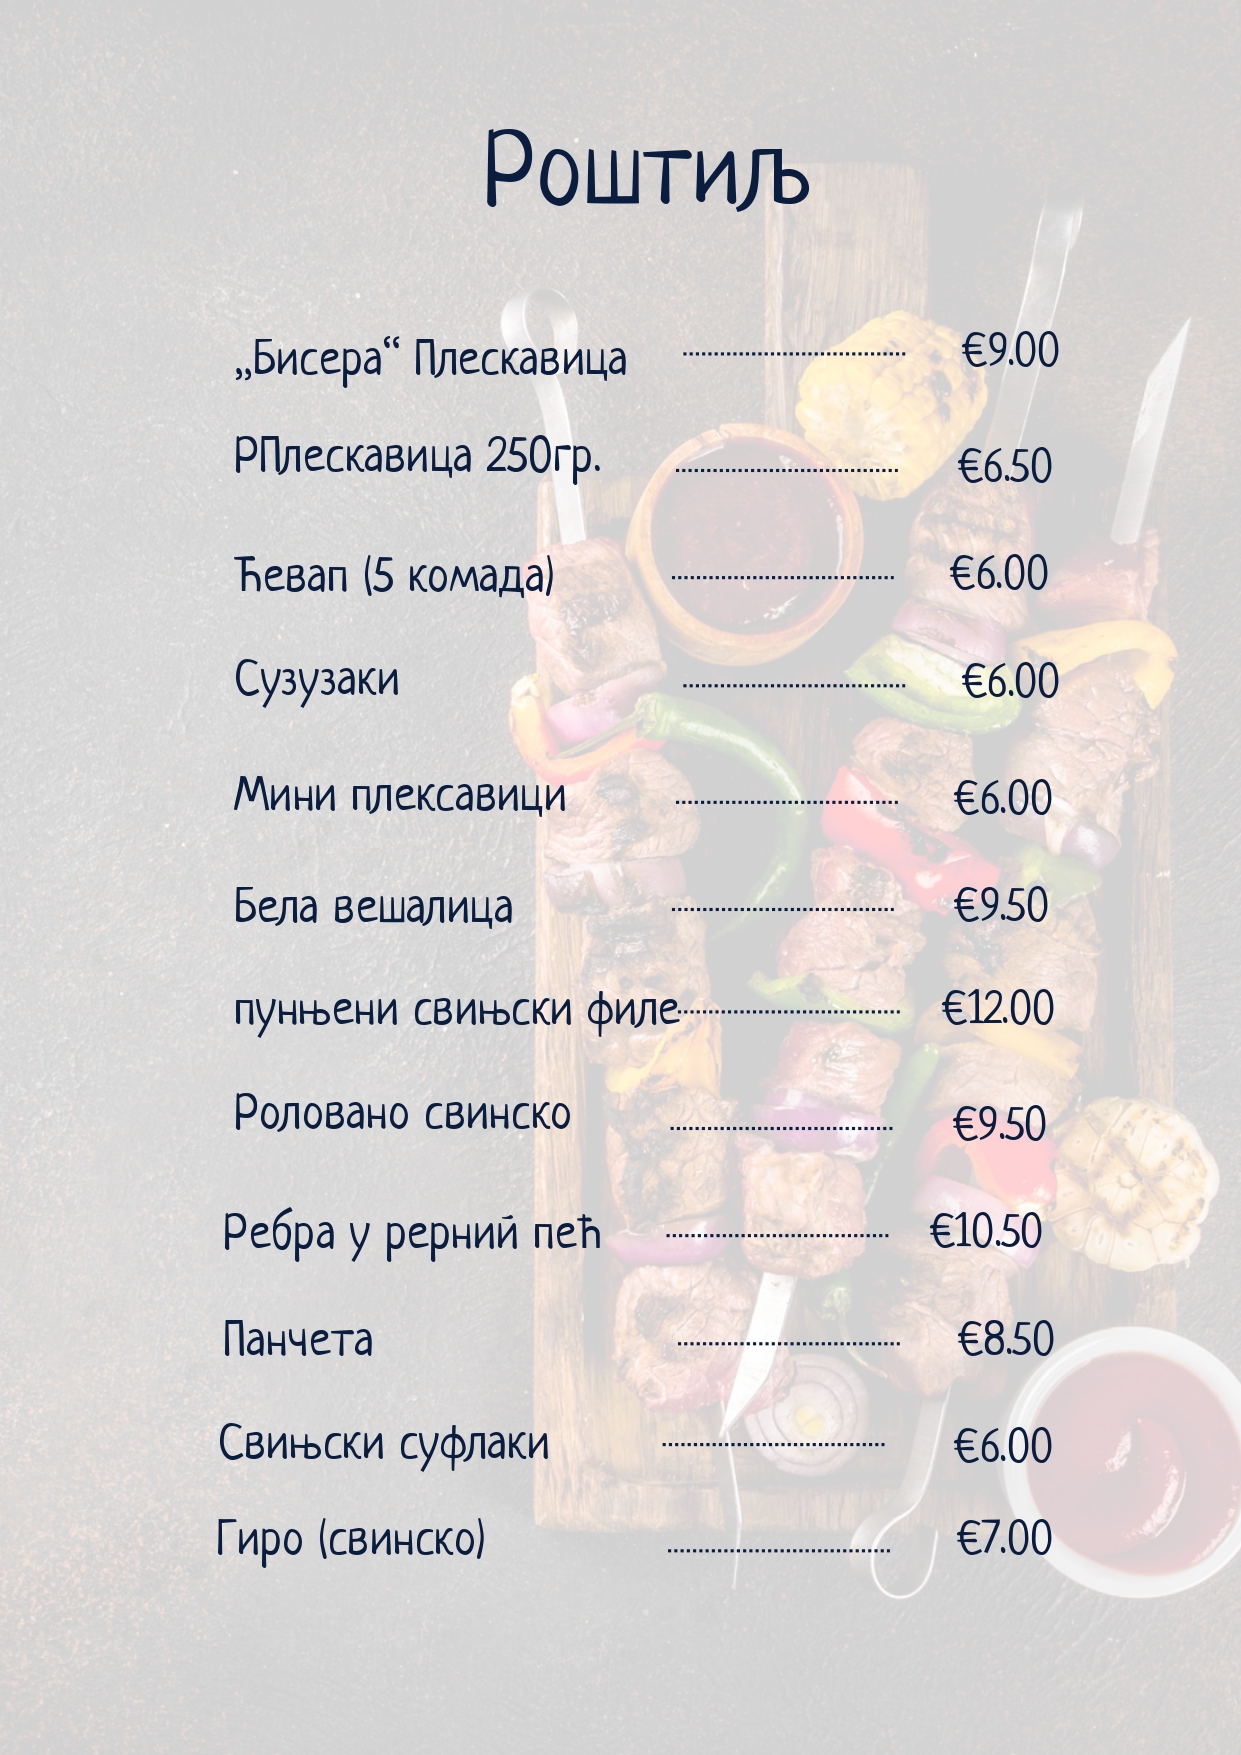 Роштиљ
„Бисера“ Плескавица .................................... €9.00
РПлескавица 250гр. .................................... €6.50
Ћевап (5 комада) .................................... €6.00
Сузузаки .................................... €6.00
Мини плексавици .................................... €6.00
Бела вешалица .................................... €9.50
пунњени свињски филе .................................... €12.00
Роловано свинско .................................... €9.50
Ребра у рерний пећ .................................... €10.50
Панчета .................................... €8.50
Свињски суфлаки .................................... €6.00
Гиро (свинско) .................................... €7.00